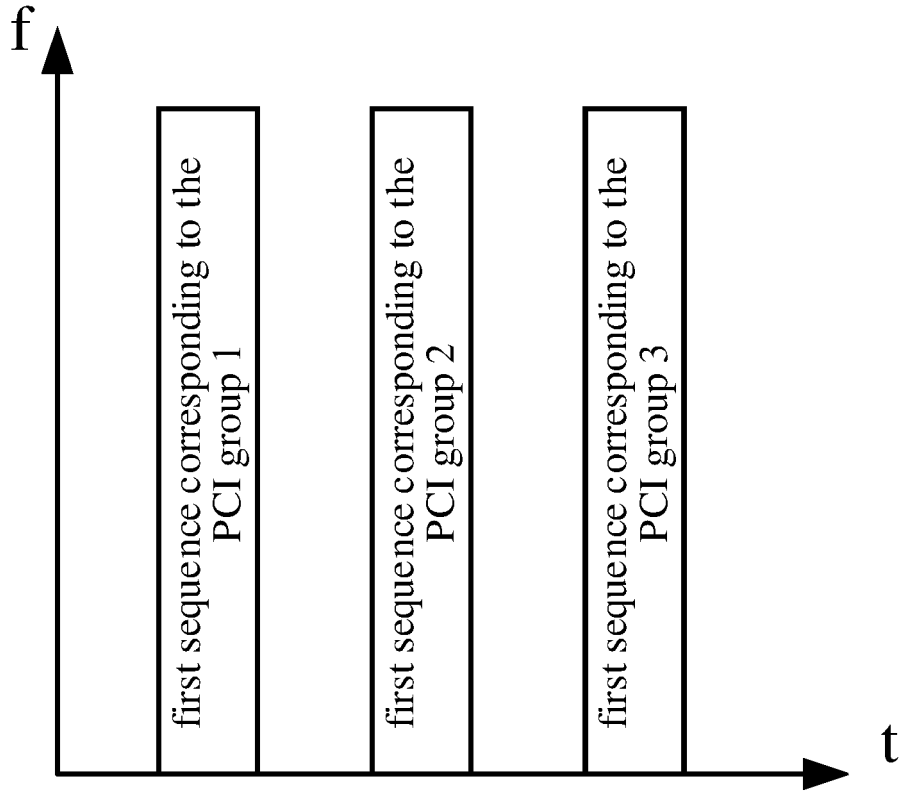 f
first sequence corresponding to the
PCI group 1
first sequence corresponding to the
PCI group 2
first sequence corresponding to the
PCI group 3
t